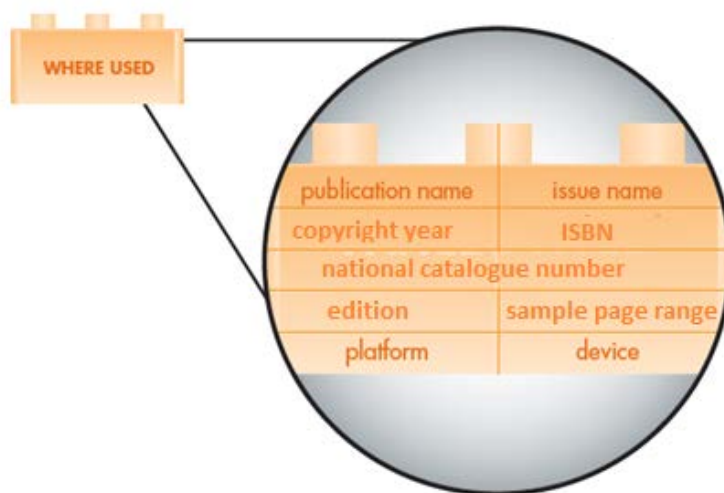 WHERE USED
publication name issue name
copyright year ISBN
national catalogue number
edition sample page range
platform device